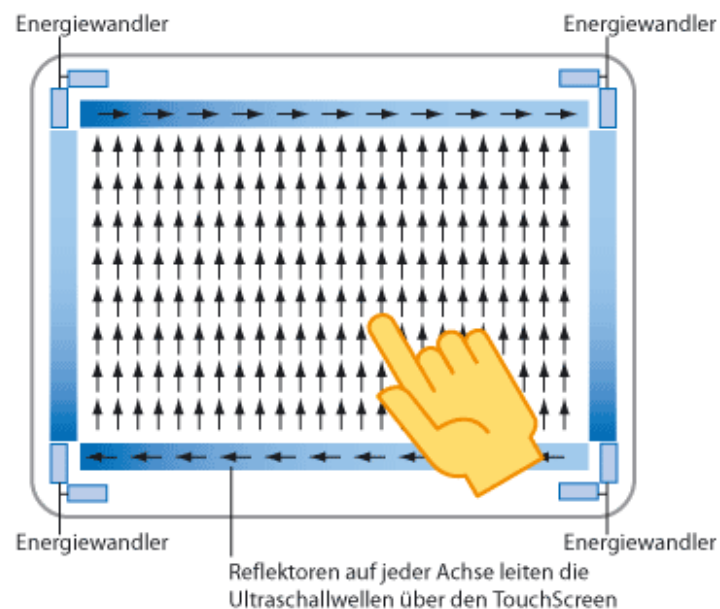 Energiewandler
Energiewandler
Energiewandler
Energiewandler
Reflektoren auf jeder Achse leiten die
Ultraschallwellen über den TouchScreen